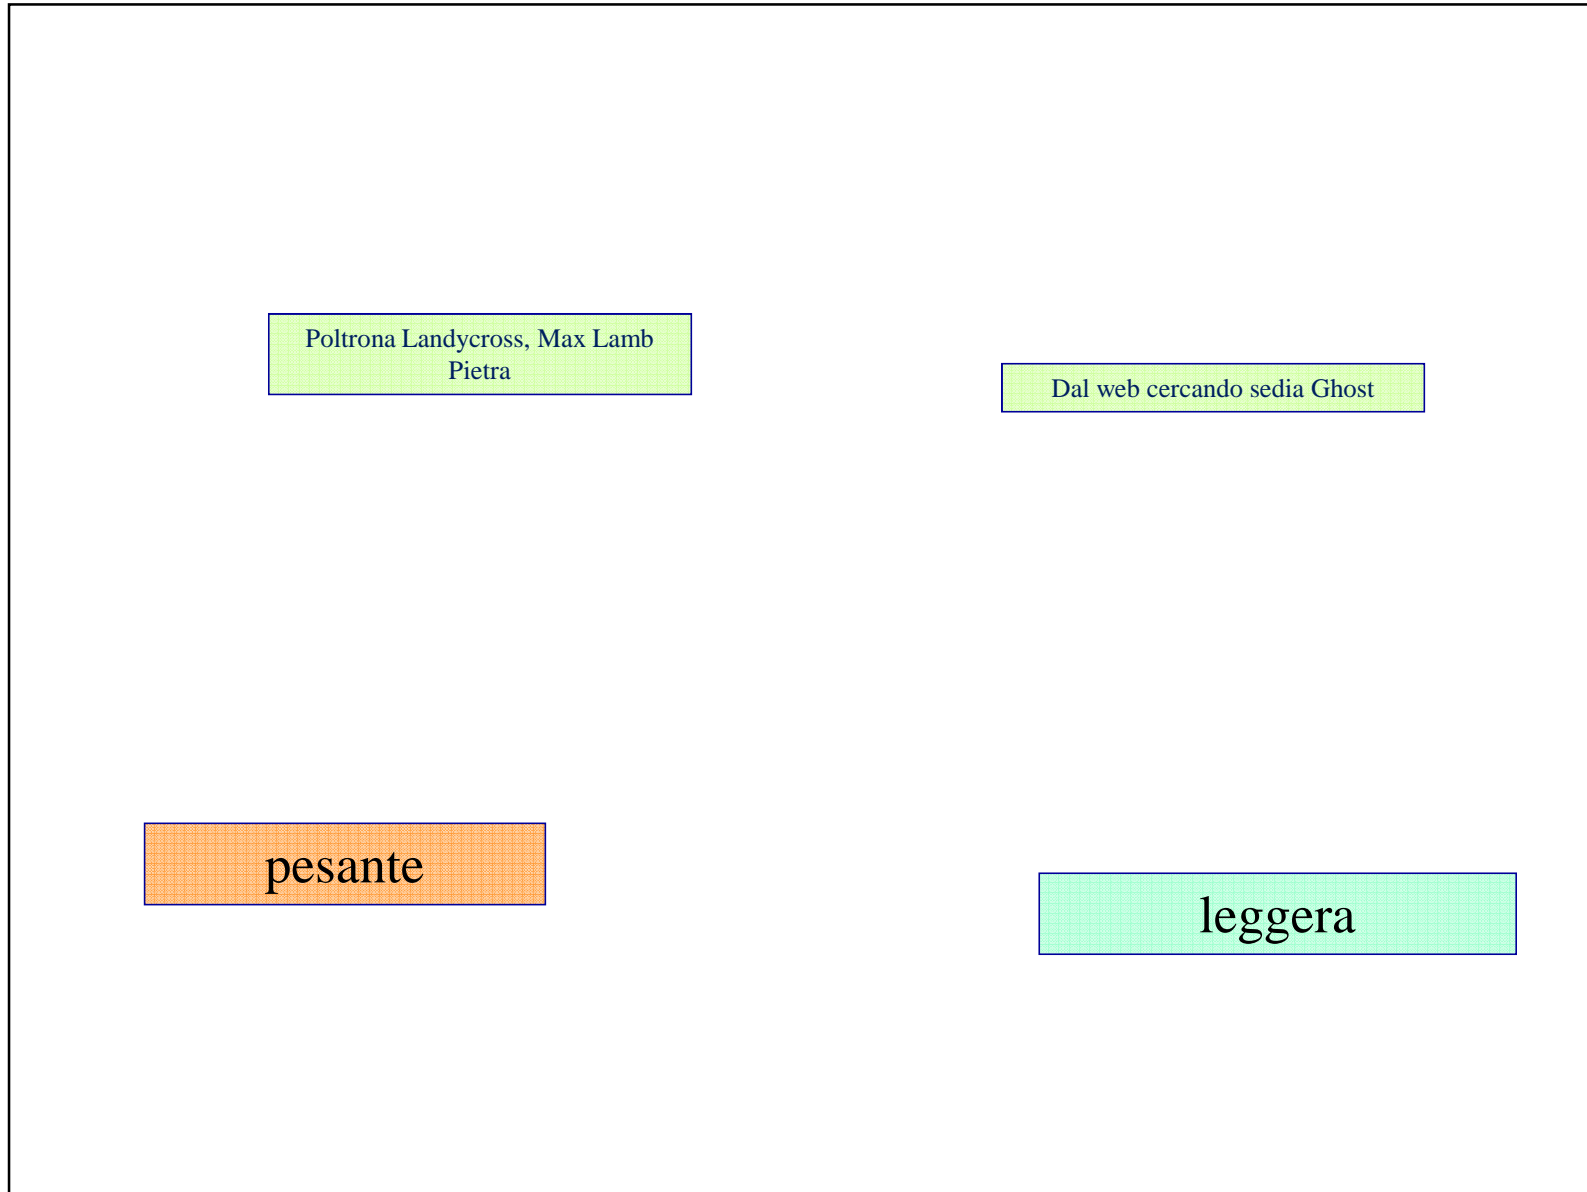 Poltrona Landycross, Max Lamb
Pietra
Dal web cercando sedia Ghost
pesante
leggera